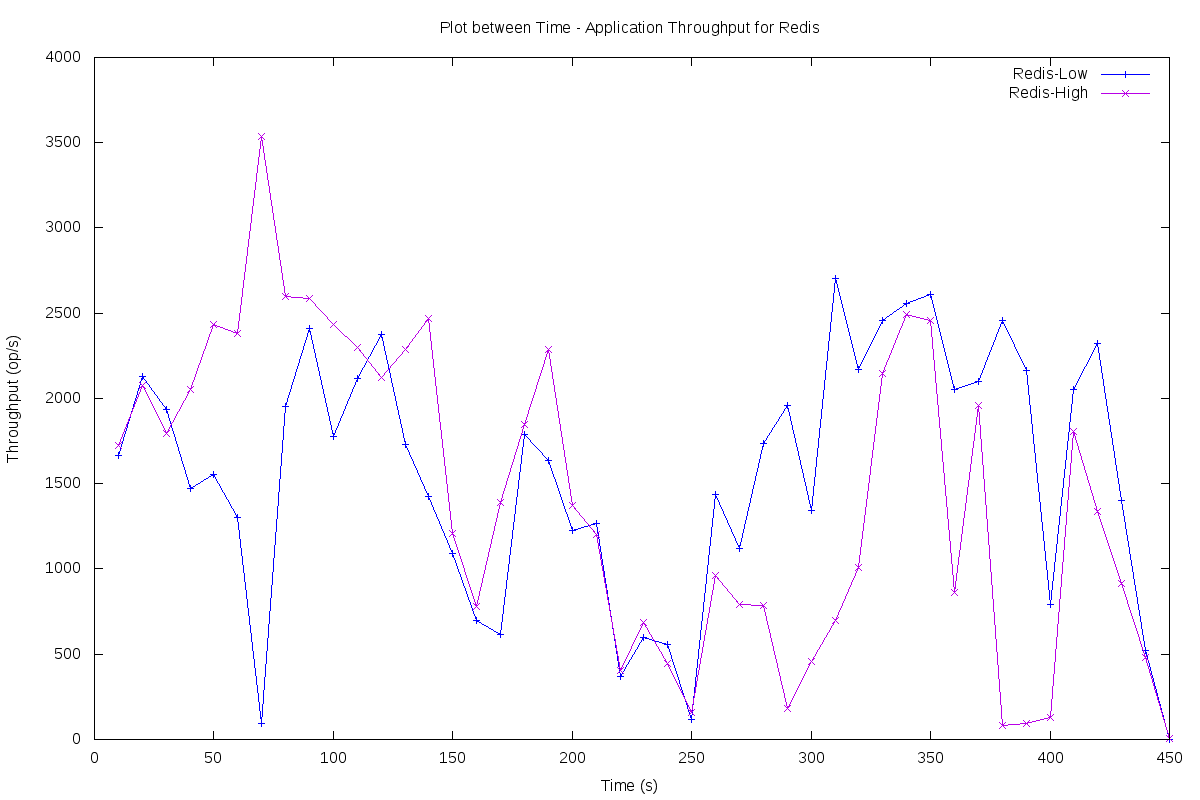 Plot between Time - Application Throughput for Redis
4000
3500
3000
2500
2000
1500
1000
500
0
Throughput (op/s)
Redis-Low
Redis-High
0 50 100 150 200 250 300 350 400 450
Time (s)